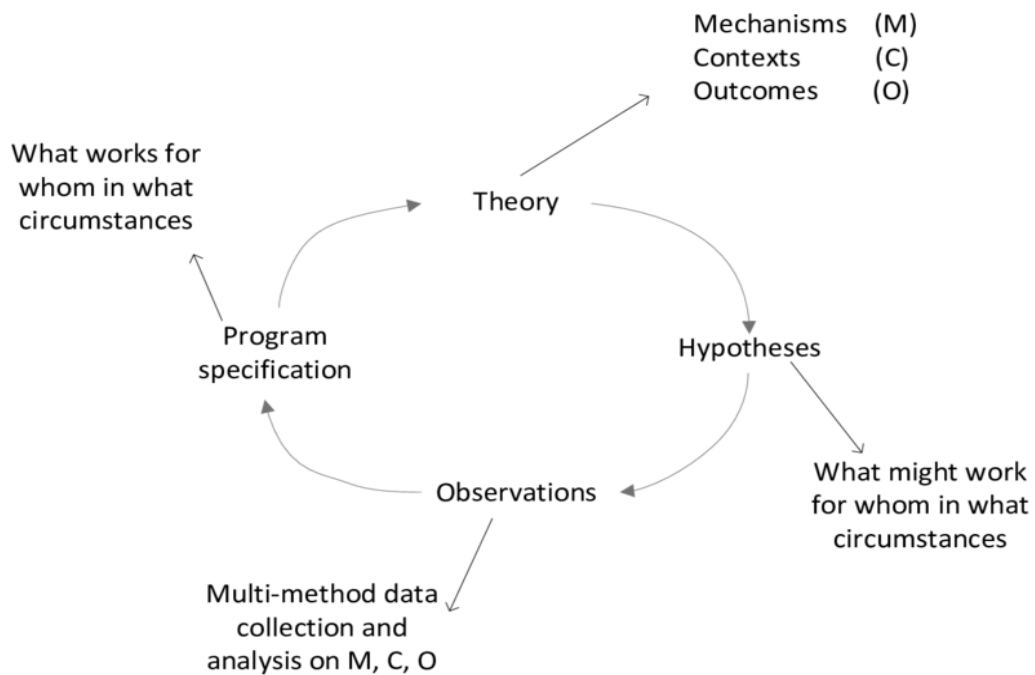 Mechanisms (M)
Contexts (C)
Outcomes (O)
What works for
whom in what
circumstances
Theory
Program
specification
Hypotheses
What might work
for whom in what
circumstances
Observations
Multi-method data
collection and
analysis on M, C, O